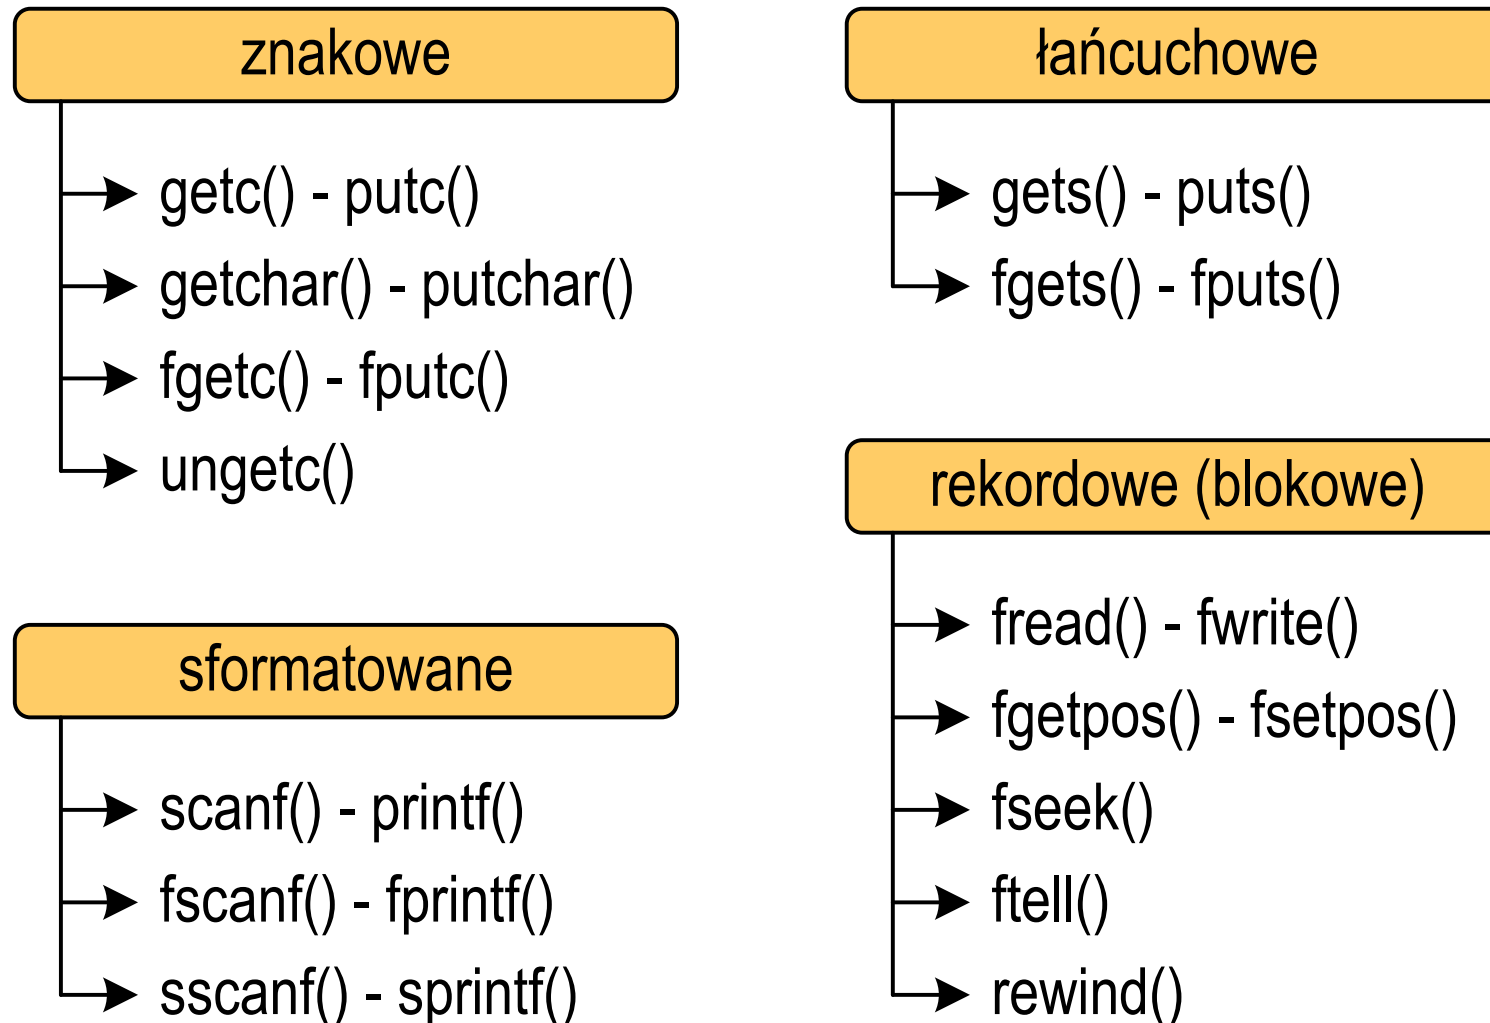 znakowe
getc() - putc()
getchar() - putchar()
fgetc() - fputc()
ungetc()
sformatowane
scanf() - printf()
fscanf() - fprintf()
sscanf() - sprintf()
łańcuchowe
gets() - puts()
fgets() - fputs()
rekordowe (blokowe)
fread() - fwrite()
fgetpos() - fsetpos()
fseek()
ftell()
rewind()